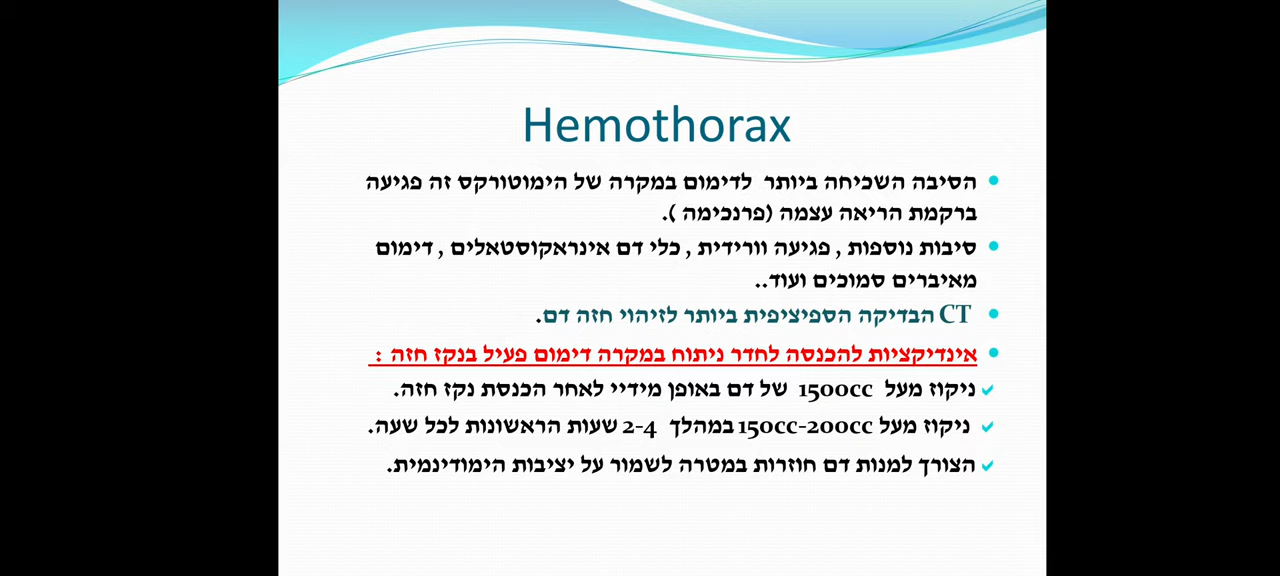 Hemothorax
הסיבה השכיחה ביותר לדימום במקרה של הימוטורקס זה פגיעה
ברקמת הריאה עצמה (פרנכימה ).
סיבות נוספות , פגיעה וורידית , כלי דם אינראקוסטאלים , דימום
מאיברים סמוכים ועוד..
CT הבדיקה הספיציפית ביותר לזיהוי חזה דם.
אינדיקציות להכנסה לחדר ניתוח במקרה דימום פעיל בנקז חזה :
ניקוז מעל 1500cc של דם באופן מידיי לאחר הכנסת נקז חזה.
ניקוז מעל 150cc-200cc במהלך 2-4 שעות הראשונות לכל שעה.
הצורך למנות דם חוזרות במטרה לשמור על יציבות הימודינמית.